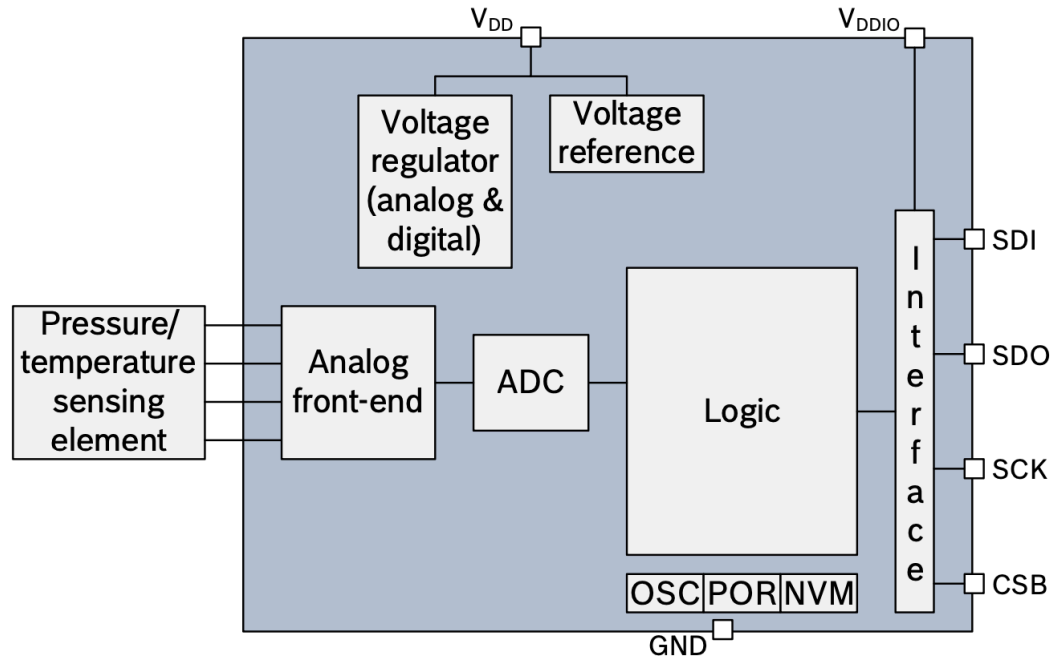 VDD
VDDIO
Voltage
regulator
(analog &
digital)
Voltage
reference
Pressure/
temperature
sensing
element
Analog
front-end
ADC
Logic
Interface
SDI
SDO
SCK
CSB
OSC
POR
NVM
GND